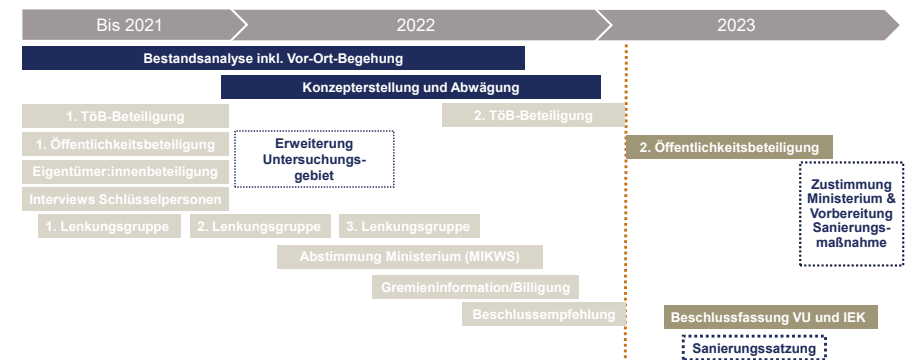 Bis 2021
2022
2023
Bestandsanalyse inkl. Vor-Ort-Begehung
Konzepterstellung und Abwägung
1. TöB-Beteiligung
2. TöB-Beteiligung
1. Öffentlichkeitsbeteiligung
Erweiterung
Untersuchungs-
gebiet
2. Öffentlichkeitsbeteiligung
Eigentümer:innenbeteiligung
Interviews Schlüsselpersonen
Zustimmung
Ministerium &
Vorbereitung
Sanierungs-
maßnahme
1. Lenkungsgruppe
2. Lenkungsgruppe
3. Lenkungsgruppe
Abstimmung Ministerium (MIKWS)
Gremieninformation/Billigung
Beschlussempfehlung
Beschlussfassung VU und IEK
Sanierungssatzung